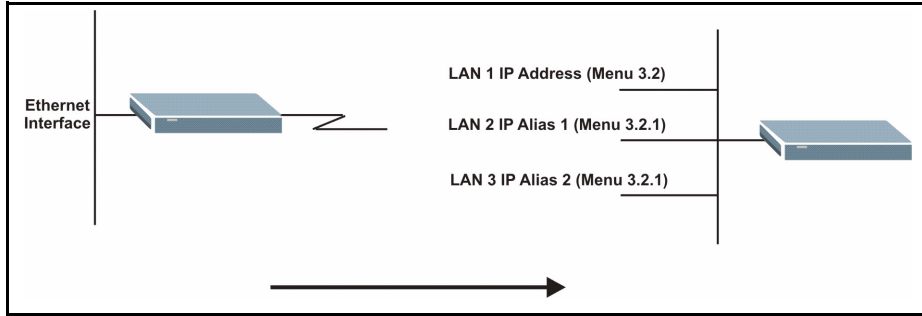 Ethernet
Interface
LAN 1 IP Address (Menu 3.2)
LAN 2 IP Alias 1 (Menu 3.2.1)
LAN 3 IP Alias 2 (Menu 3.2.1)